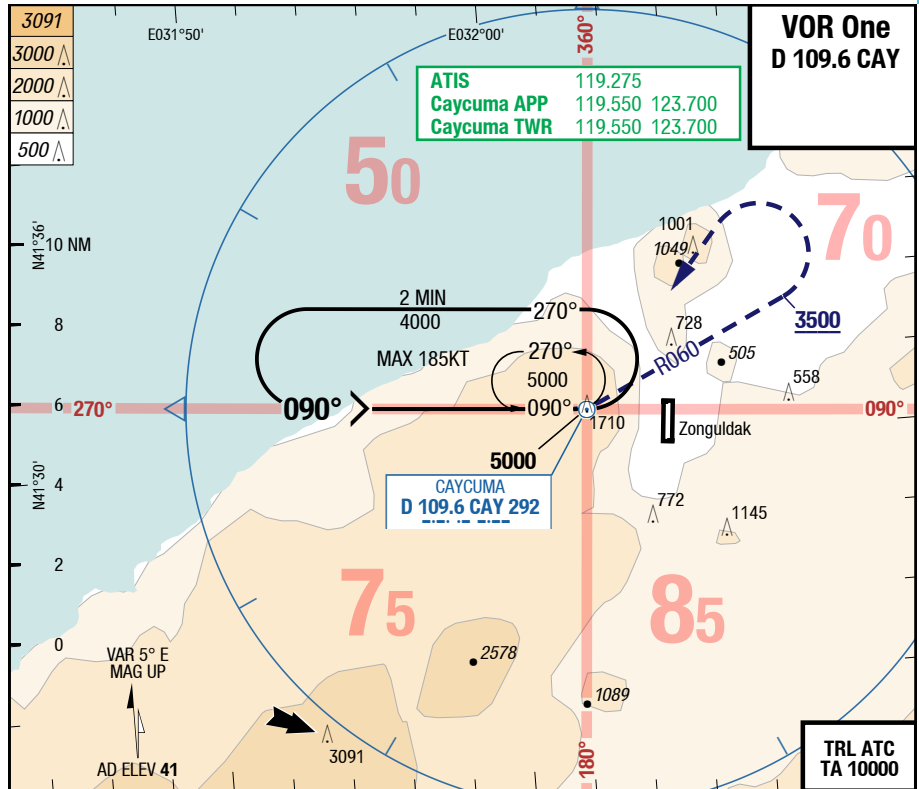 3091
3000
2000
1000
500
E031°50'
E032°00'
360°
VOR One
D 109.6 CAY
ATIS 119.275
Caycuma APP 119.550 123.700
Caycuma TWR 119.550 123.700
50
70
N41°36'
10 NM
1001
1049
2 MIN
4000
270°
3500
8
728
MAX 185KT
270°
R060
505
5000
558
6
270°
090°
090°
090°
1710
Zonguldak
5000
N41°30'
4
CAYCUMA
D 109.6 CAY 292
772
1145
2
75
85
0
VAR 5° E
MAG UP
2578
1089
3091
180°
AD ELEV 41
TRL ATC
TA 10000